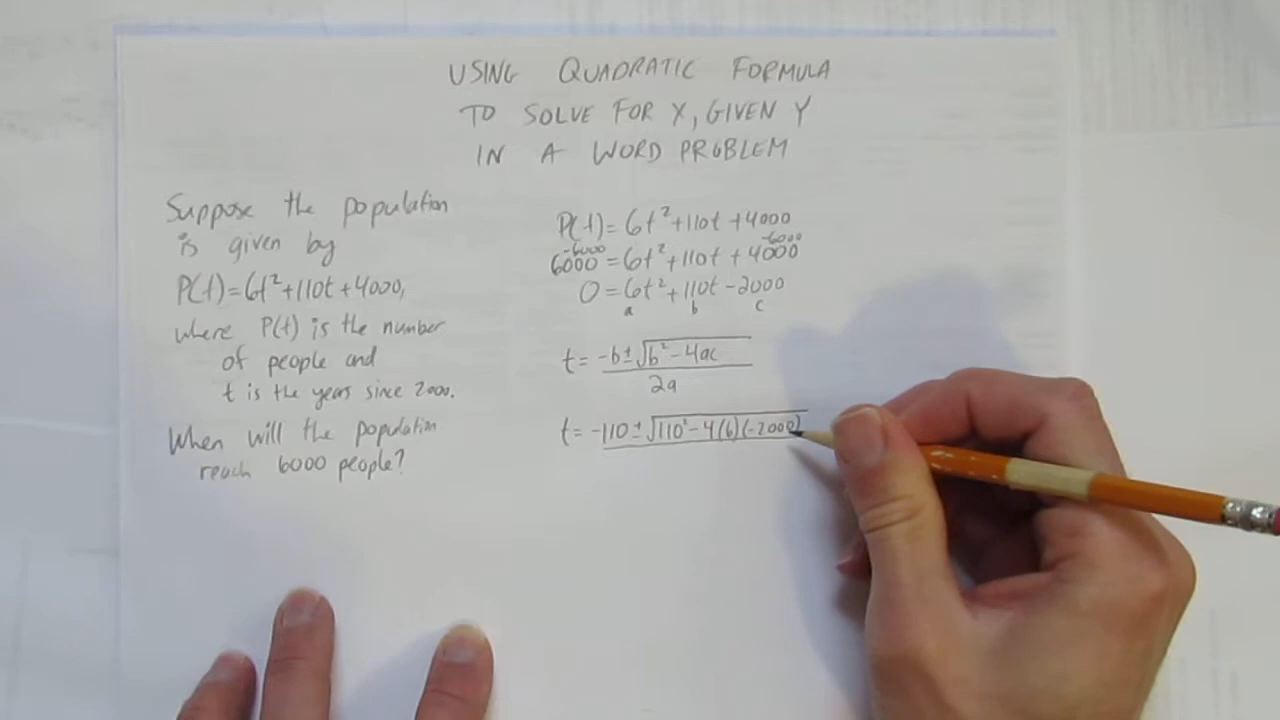 USING QUADRATIC FORMULA
TO SOLVE FOR X, GIVEN Y
IN A WORD PROBLEM
Suppose the population
is given by
P(t)=6t²+110t+4000,
where P(t) is the number
of people and
t is the years since 2000.
When will the population
reach 6000 people?
P(t)=6t²+110t+4000
-6000 -6000
6000=6t²+110t+4000
0=6t²+110t-2000
a b c
t=-b±√b²-4ac
2a
t=-110±√110²-4(6)(-2000)